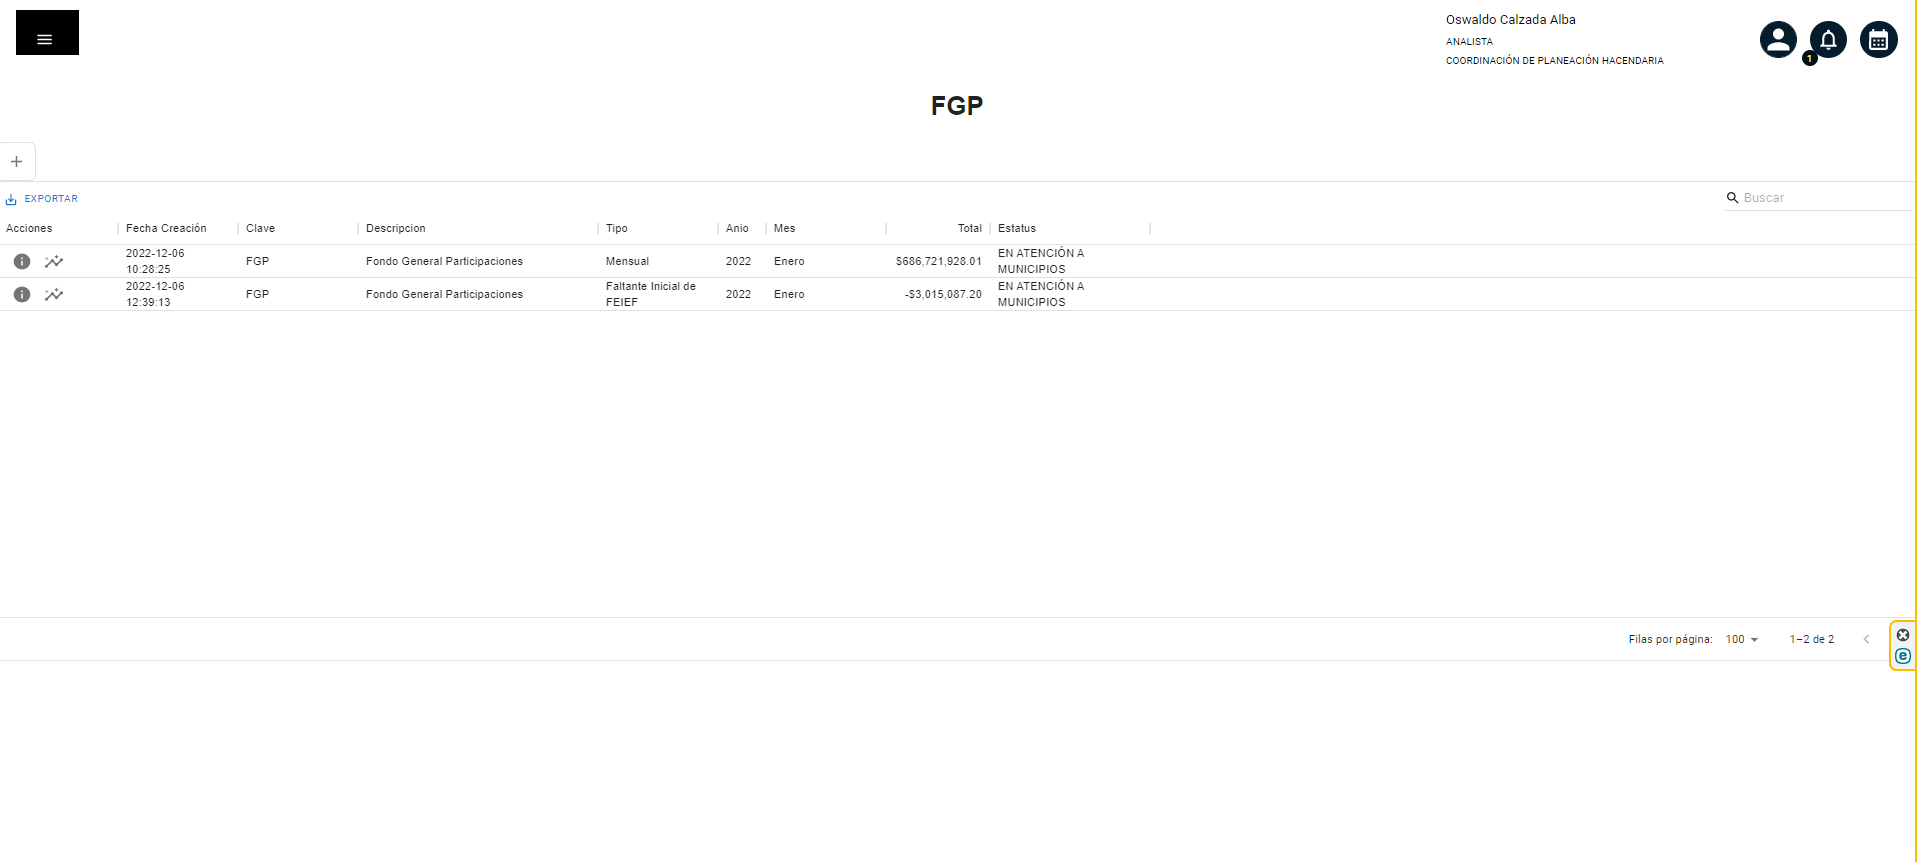 Oswaldo Calzada Alba
ANALISTA
COORDINACIÓN DE PLANEACIÓN HACENDARIA
1
FGP
EXPORTAR
Buscar
Acciones Fecha Creación Clave Descripcion Tipo Anio Mes Total Estatus
2022-12-06 10:28:25 FGP Fondo General Participaciones Mensual 2022 Enero $686,721,928.01 EN ATENCIÓN A MUNICIPIOS
2022-12-06 12:39:13 FGP Fondo General Participaciones Faltante Inicial de FEIEF 2022 Enero -$3,015,087.20 EN ATENCIÓN A MUNICIPIOS
Filas por página: 100 1–2 de 2
e